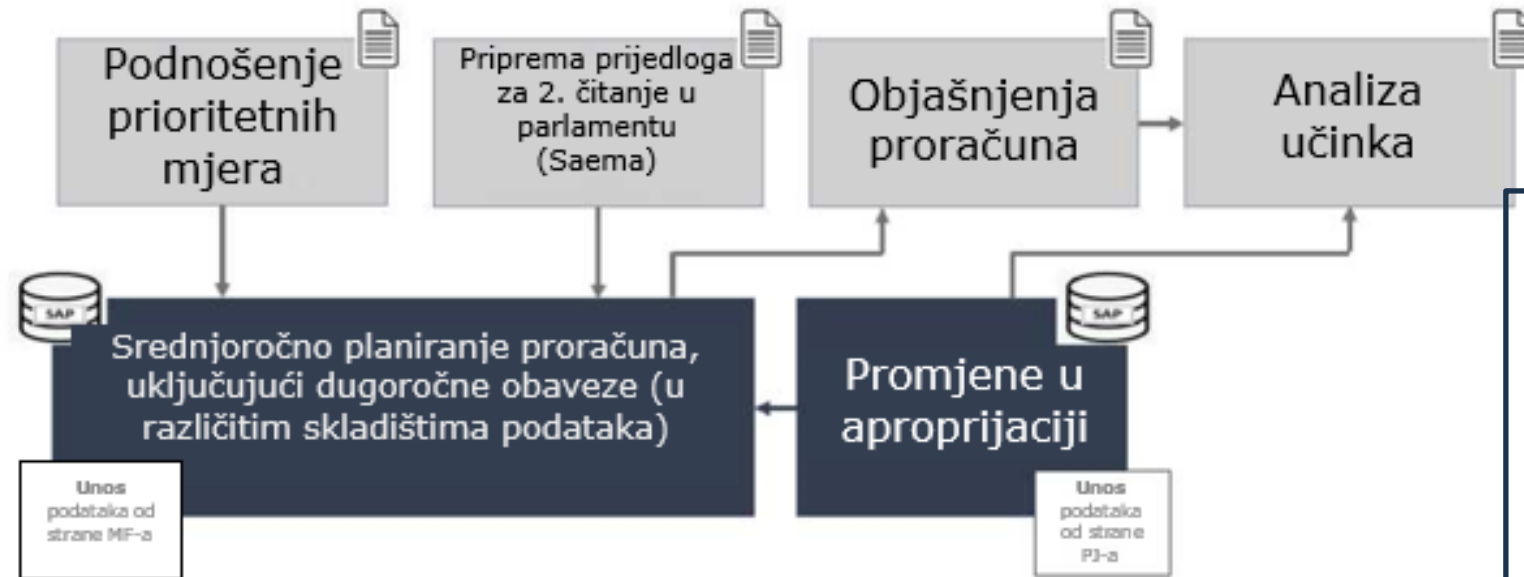 Podnošenje
prioritetnih
mjera
Priprema prijedloga
za 2. čitanje u
parlamentu
(Saema)
Objašnjenja
proračuna
Analiza
učinka
SAP
Srednjoročno planiranje proračuna,
uključujući dugoročne obaveze (u
različitim skladištima podataka)
SAP
Promjene u
aproprijaciji
Unos
podataka od
strane MF-a
Unos
podataka
od strane
PJ-a